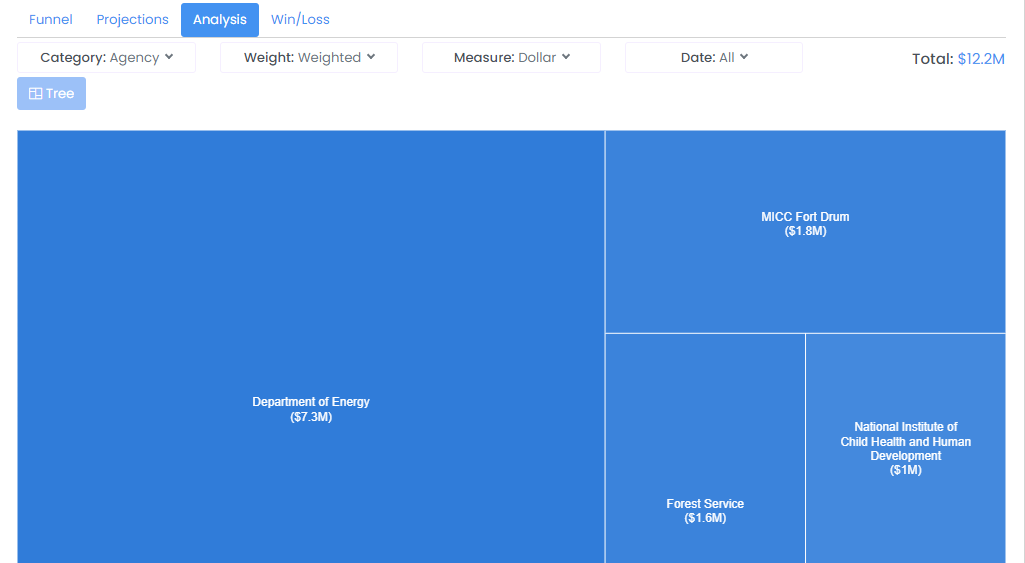 Funnel Projections Analysis Win/Loss
Category: Agency Weight: Weighted Measure: Dollar Date: All Total: $12.2M
Tree
MICC Fort Drum
($1.8M)
Department of Energy
($7.3M)
National Institute of
Child Health and Human
Development
($1M)
Forest Service
($1.6M)